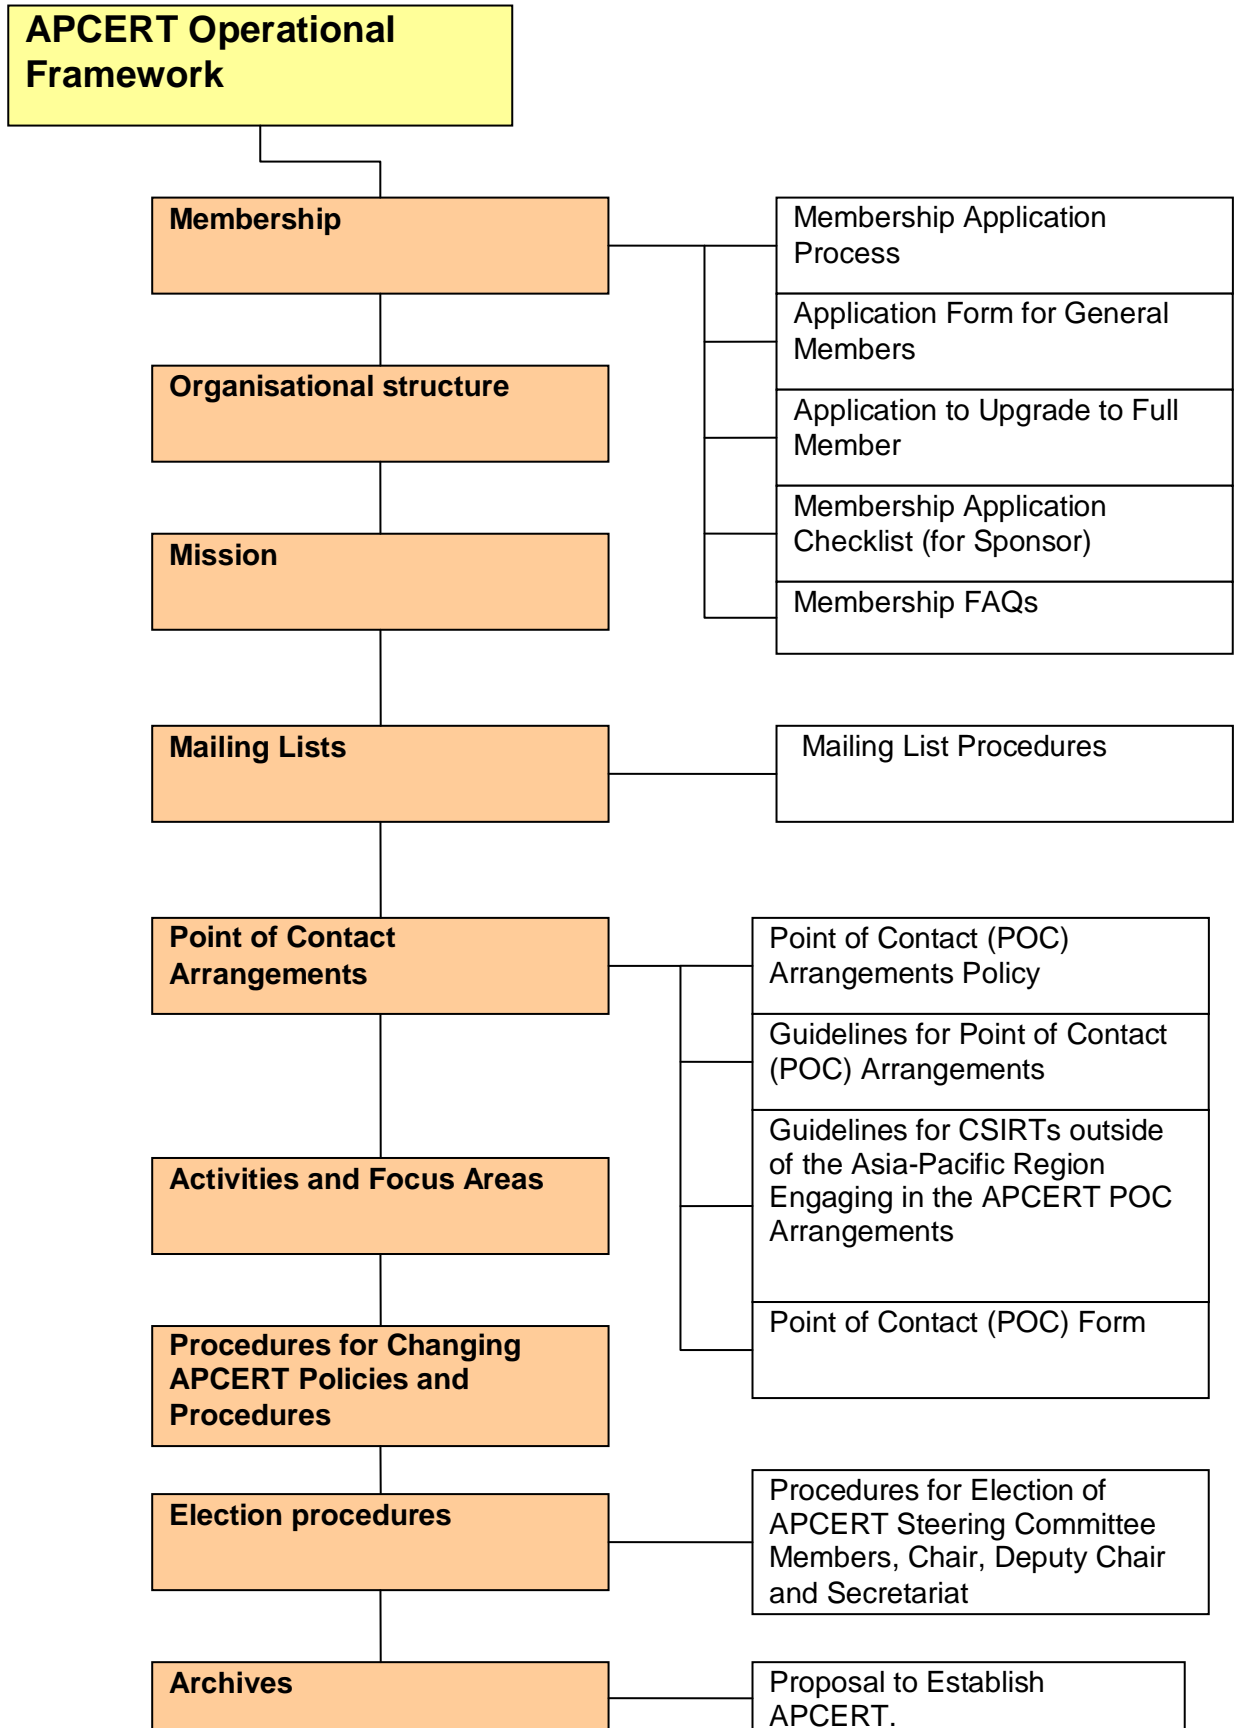 APCERT Operational
Framework
Membership
Membership Application
Process
Application Form for General
Members
Organisational structure
Application to Upgrade to Full
Member
Membership Application
Checklist (for Sponsor)
Mission
Membership FAQs
Mailing Lists
Mailing List Procedures
Point of Contact
Arrangements
Point of Contact (POC)
Arrangements Policy
Guidelines for Point of Contact
(POC) Arrangements
Guidelines for CSIRTs outside
of the Asia-Pacific Region
Engaging in the APCERT POC
Arrangements
Activities and Focus Areas
Point of Contact (POC) Form
Procedures for Changing
APCERT Policies and
Procedures
Election procedures
Procedures for Election of
APCERT Steering Committee
Members, Chair, Deputy Chair
and Secretariat
Archives
Proposal to Establish
APCERT.